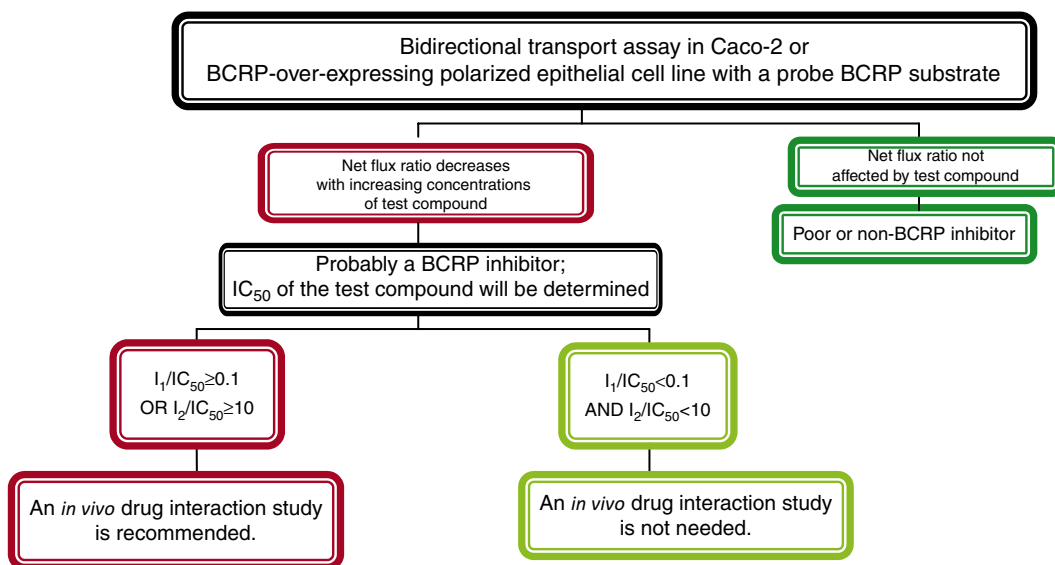 Bidirectional transport assay in Caco-2 or
BCRP-over-expressing polarized epithelial cell line with a probe BCRP substrate
Net flux ratio decreases
with increasing concentrations
of test compound
Net flux ratio not
affected by test compound
Poor or non-BCRP inhibitor
Probably a BCRP inhibitor;
IC₅₀ of the test compound will be determined
I₁/IC₅₀≥0.1
OR I₂/IC₅₀≥10
I₁/IC₅₀<0.1
AND I₂/IC₅₀<10
An in vivo drug interaction study
is recommended.
An in vivo drug interaction study
is not needed.